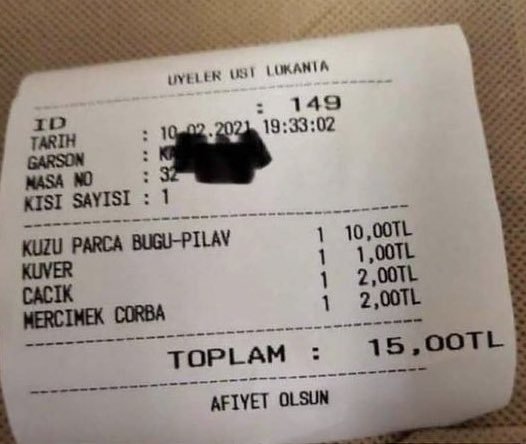 UYELER UST LOKANTA
ID : 149
TARIH : 10.02.2021 19:33:02
GARSON :
MASA NO : 32
KISI SAYISI : 1
KUZU PARCA BUGU-PILAV 1 10,00TL
KUVER 1 1,00TL
CACIK 1 2,00TL
MERCIMEK CORBA 1 2,00TL
TOPLAM : 15,00TL
AFIYET OLSUN